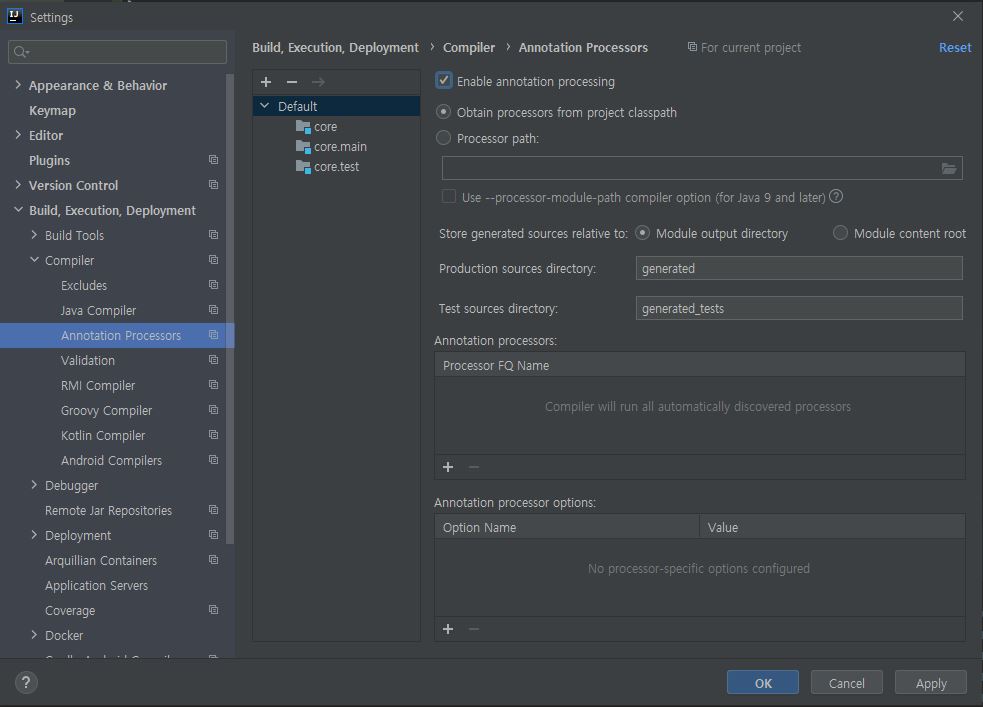 Settings
Appearance & Behavior
Keymap
Editor
Plugins
Version Control
Build, Execution, Deployment
Build Tools
Compiler
Excludes
Java Compiler
Annotation Processors
Validation
RMI Compiler
Groovy Compiler
Kotlin Compiler
Android Compilers
Debugger
Remote Jar Repositories
Deployment
Arquillian Containers
Application Servers
Coverage
Docker
Build, Execution, Deployment › Compiler › Annotation Processors
For current project
Reset
Default
core
core.main
core.test
Enable annotation processing
Obtain processors from project classpath
Processor path:
Use --processor-module-path compiler option (for Java 9 and later) ?
Store generated sources relative to: Module output directory Module content root
Production sources directory: generated
Test sources directory: generated_tests
Annotation processors:
Processor FQ Name
Compiler will run all automatically discovered processors
Annotation processor options:
Option Name Value
No processor-specific options configured
? OK Cancel Apply